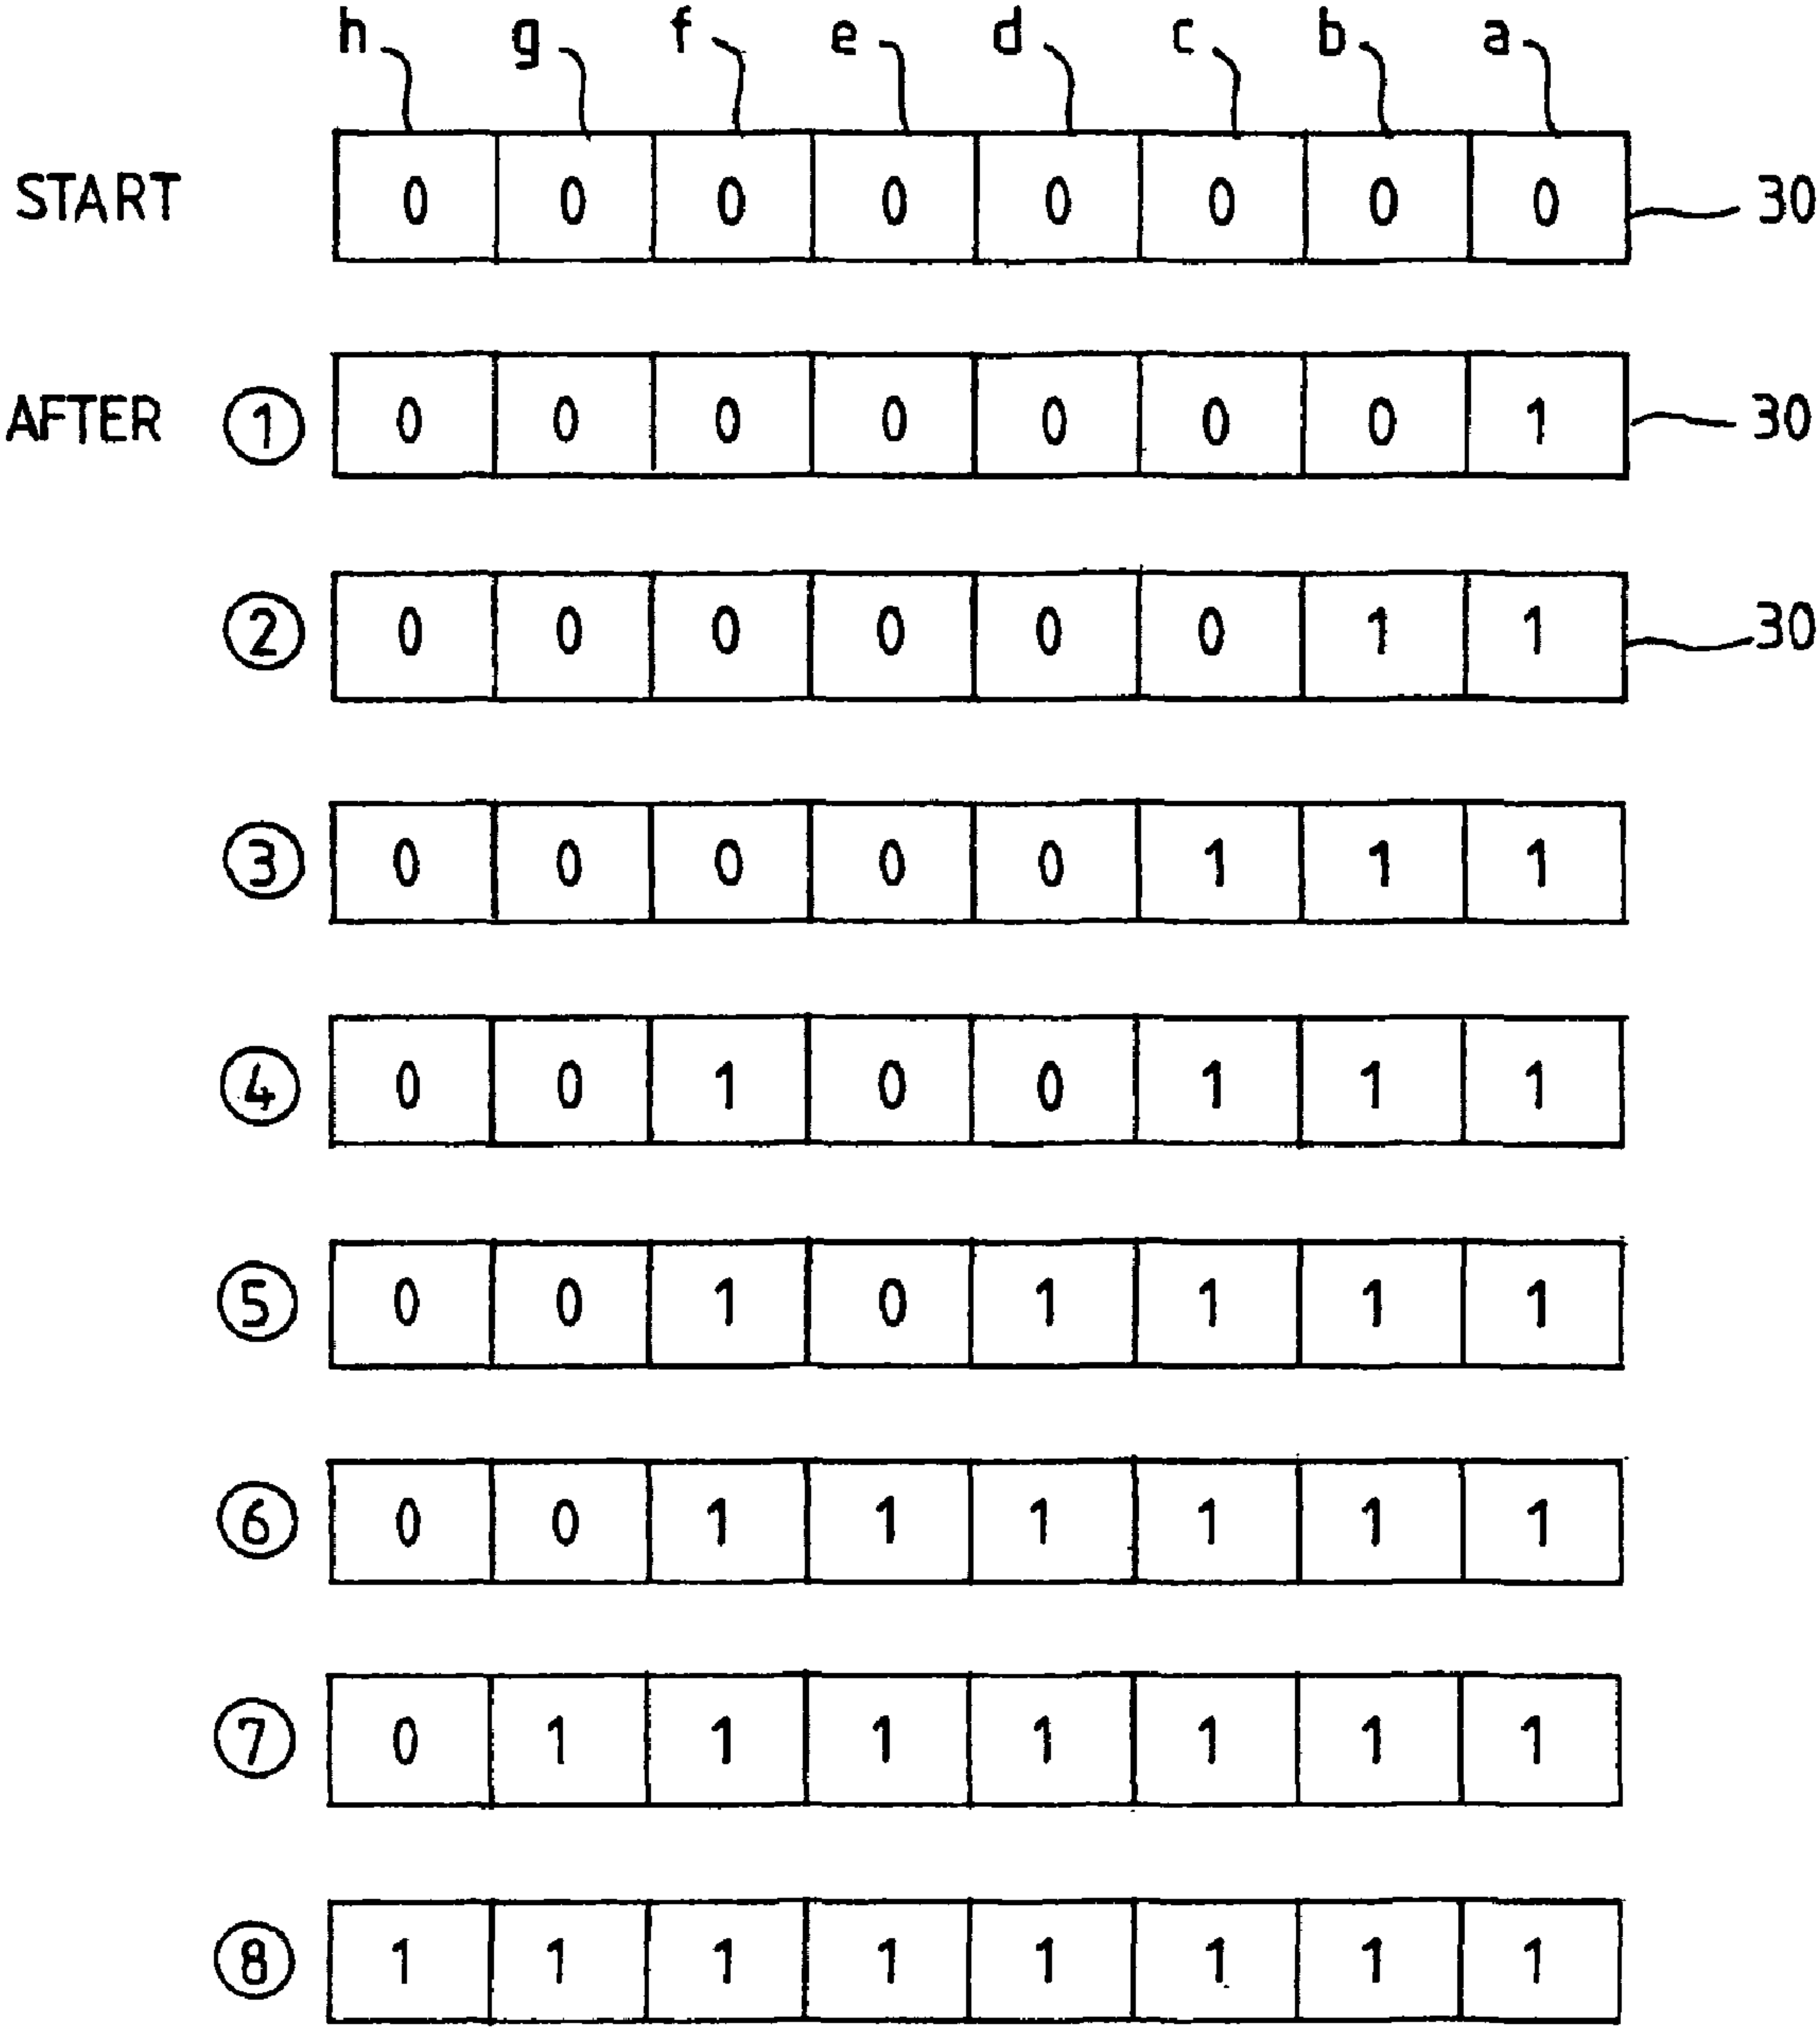 h g f e d c b a
START 0 0 0 0 0 0 0 0 30
AFTER 1 0 0 0 0 0 0 0 1 30
2 0 0 0 0 0 0 1 1 30
3 0 0 0 0 0 1 1 1
4 0 0 1 0 0 1 1 1
5 0 0 1 0 1 1 1 1
6 0 0 1 1 1 1 1 1
7 0 1 1 1 1 1 1 1
8 1 1 1 1 1 1 1 1